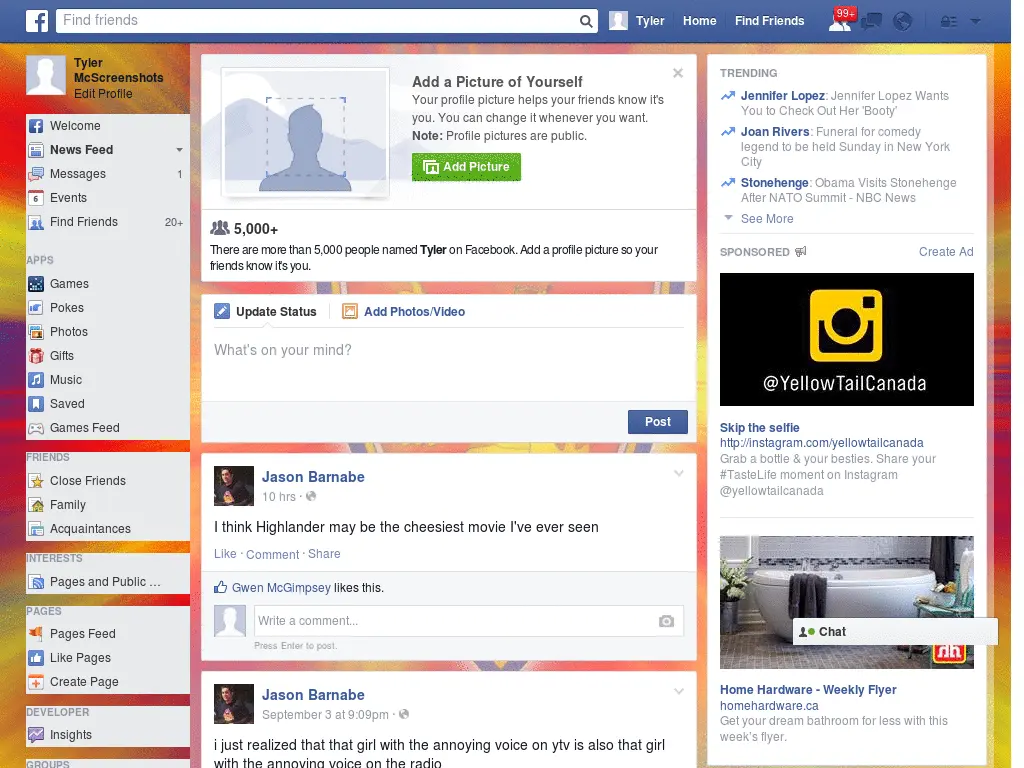 Find friends
Tyler
Home
Find Friends
99+
Tyler
McScreenshots
Edit Profile
Welcome
News Feed
Messages 1
6 Events
Find Friends 20+
APPS
Games
Pokes
Photos
Gifts
Music
Saved
Games Feed
FRIENDS
Close Friends
Family
Acquaintances
INTERESTS
Pages and Public ...
PAGES
Pages Feed
Like Pages
Create Page
DEVELOPER
Insights
GROUPS
Add a Picture of Yourself
Your profile picture helps your friends know it's
you. You can change it whenever you want.
Note: Profile pictures are public.
Add Picture
5,000+
There are more than 5,000 people named Tyler on Facebook. Add a profile picture so your
friends know it's you.
Update Status
Add Photos/Video
What's on your mind?
Post
Jason Barnabe
10 hrs ·
I think Highlander may be the cheesiest movie I've ever seen
Like · Comment · Share
Gwen McGimpsey likes this.
Write a comment...
Press Enter to post.
Jason Barnabe
September 3 at 9:09pm ·
i just realized that that girl with the annoying voice on ytv is also that girl
with the annoying voice on the radio
TRENDING
Jennifer Lopez: Jennifer Lopez Wants
You to Check Out Her 'Booty'
Joan Rivers: Funeral for comedy
legend to be held Sunday in New York
City
Stonehenge: Obama Visits Stonehenge
After NATO Summit - NBC News
See More
SPONSORED
Create Ad
@YellowTailCanada
Skip the selfie
http://instagram.com/yellowtailcanada
Grab a bottle & your besties. Share your
#TasteLife moment on Instagram
@yellowtailcanada
Chat
Home Hardware - Weekly Flyer
homehardware.ca
Get your dream bathroom for less with this
week's flyer.